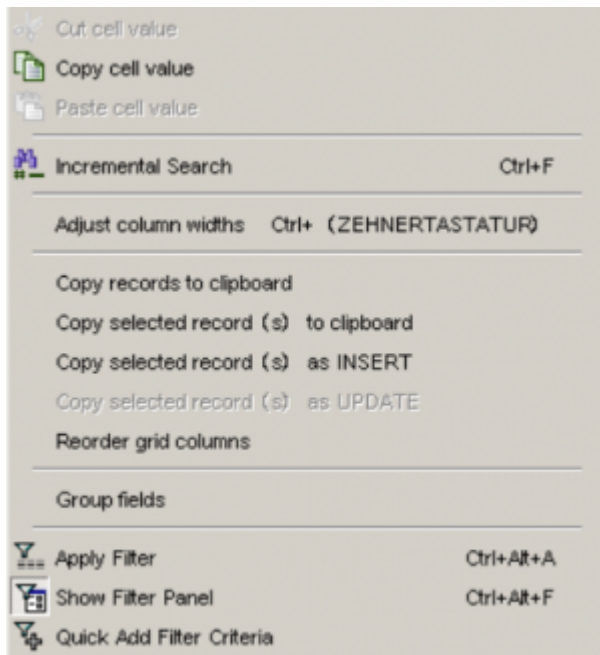 Cut cell value
Copy cell value
Paste cell value
Incremental Search Ctrl+F
Adjust column widths Ctrl+ (ZEHNERTASTATUR)
Copy records to clipboard
Copy selected record (s) to clipboard
Copy selected record (s) as INSERT
Copy selected record (s) as UPDATE
Reorder grid columns
Group fields
Apply Filter Ctrl+Alt+A
Show Filter Panel Ctrl+Alt+F
Quick Add Filter Criteria